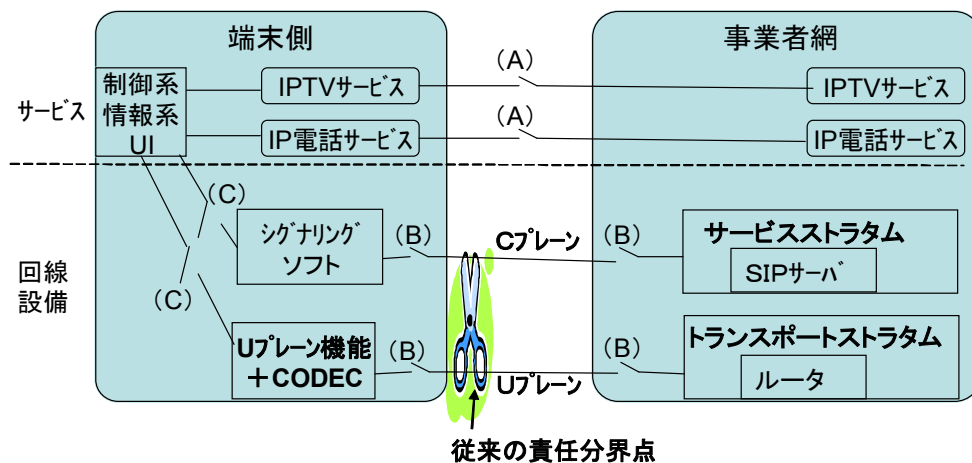 端末側
事業者網
サービス
制御系
情報系
UI
IPTVサービス
(A)
IPTVサービス
IP電話サービス
(A)
IP電話サービス
回線
設備
(C)
(C)
シグナリング
ソフト
(B)
Cプレーン
(B)
サービスストラタム
SIPサーバ
Uプレーン機能
+CODEC
(B)
Uプレーン
(B)
トランスポートストラタム
ルータ
従来の責任分界点